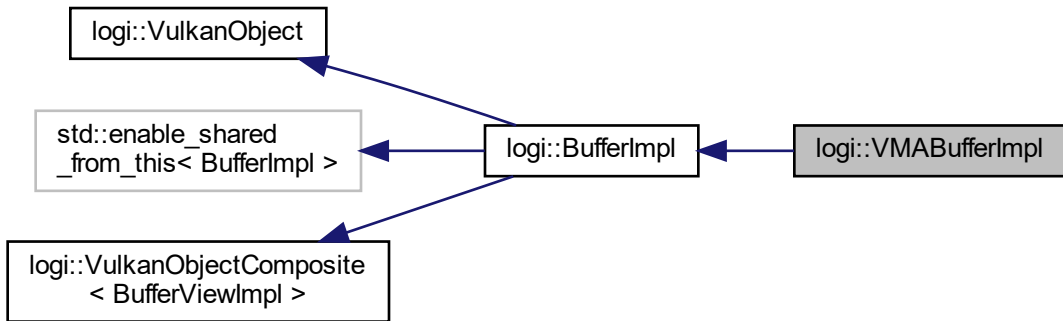 logi::VulkanObject
std::enable_shared
_from_this< BufferImpl >
logi::BufferImpl
logi::VMABufferImpl
logi::VulkanObjectComposite
< BufferViewImpl >